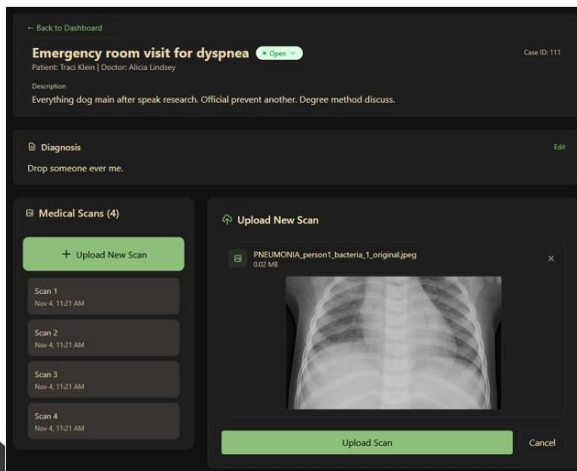 ← Back to Dashboard
Emergency room visit for dyspnea • Open
Case ID: 111
Patient: Traci Klein | Doctor: Alicia Lindsey
Description
Everything dog main after speak research. Official prevent another. Degree method discuss.
Diagnosis
Edit
Drop someone ever me.
Medical Scans (4)
+ Upload New Scan
Scan 1
Nov 4, 11:21 AM
Scan 2
Nov 4, 11:21 AM
Scan 3
Nov 4, 11:21 AM
Scan 4
Nov 4, 11:21 AM
Upload New Scan
PNEUMONIA_person1_bacteria_1_original.jpeg
0.02 MB
Upload Scan
Cancel